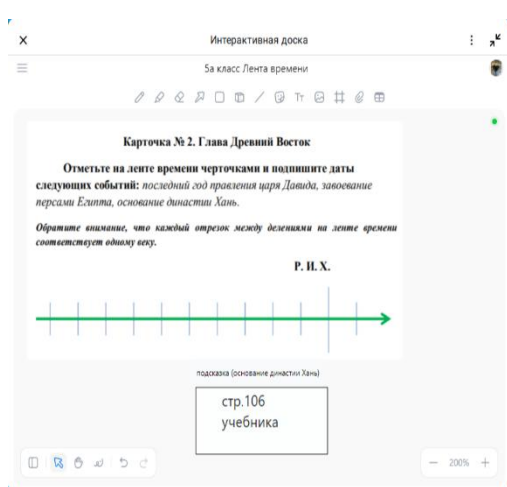 Интерактивная доска
5а класс Лента времени
Tт
Карточка № 2. Глава Древний Восток
Отметьте на ленте времени черточками и подпишите даты
следующих событий: последний год правления царя Давида, завоевание
персами Египта, основание династии Хань.
Обратите внимание, что каждый отрезок между делениями на ленте времени
соответствует одному веку.
Р. И. Х.
подсказка (основание династии Хань)
стр.106
учебника
200%